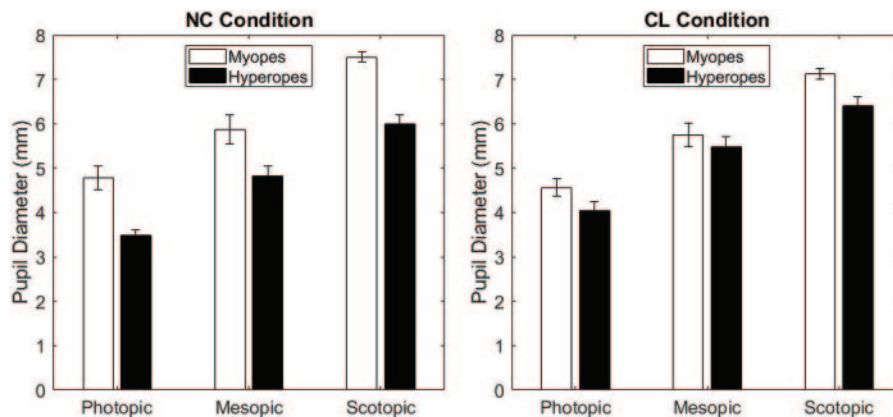 NC Condition
Pupil Diameter (mm)
8
7
6
5
4
3
2
1
0
Myopes
Hyperopes
Photopic Mesopic Scotopic
CL Condition
Pupil Diameter (mm)
8
7
6
5
4
3
2
1
0
Myopes
Hyperopes
Photopic Mesopic Scotopic